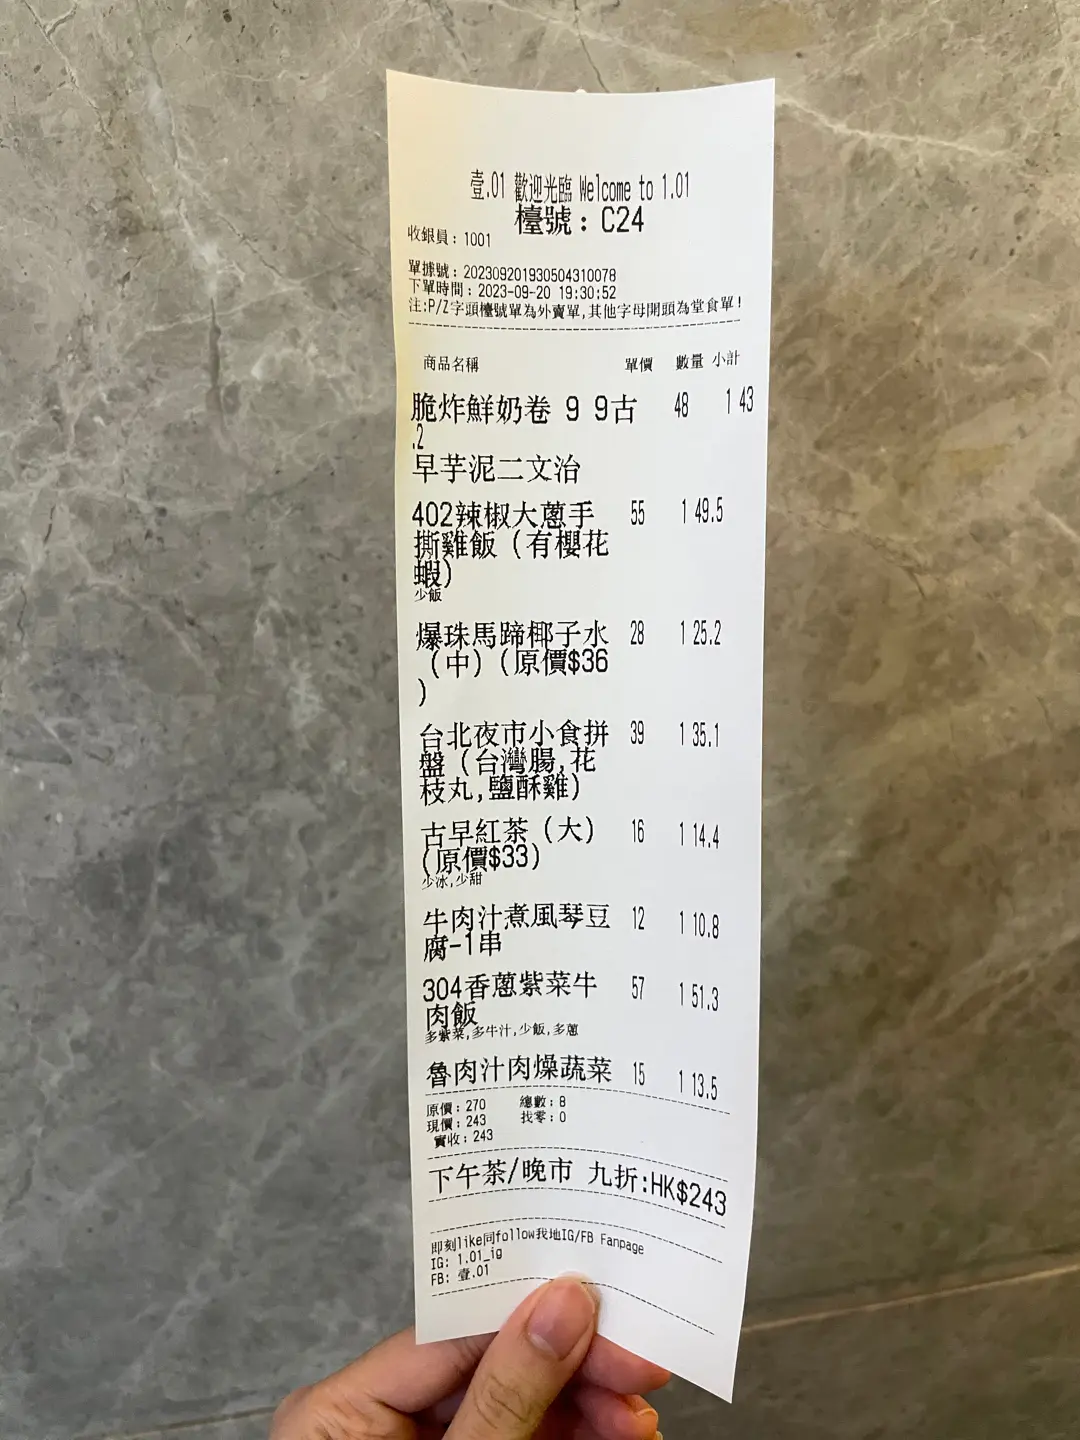 壹.01 歡迎光臨 Welcome to 1.01
檯號：C24
收銀員：1001
單據號：202309201930504310078
下單時間：2023-09-20 19:30:52
注:P/Z字頭檯號單為外賣單,其他字母開頭為堂食單!
商品名稱 單價 數量 小計
脆炸鮮奶卷 9 9古 48 1 43
.2
早芋泥二文治
402辣椒大蔥手 55 1 49.5
撕雞飯（有櫻花
蝦）
少飯
爆珠馬蹄椰子水 28 1 25.2
（中）(原價$36
)
台北夜市小食拼 39 1 35.1
盤（台灣腸,花
枝丸,鹽酥雞）
古早紅茶（大） 16 1 14.4
(原價$33)
少冰,少甜
牛肉汁煮風琴豆 12 1 10.8
腐-1串
304香蔥紫菜牛 57 1 51.3
肉飯
多紫菜,多牛汁,少飯,多蔥
魯肉汁肉燥蔬菜 15 1 13.5
原價：270 總數：8
現價：243 找零：0
實收：243
下午茶/晚市 九折:HK$243
即刻like同follow我地IG/FB Fanpage
IG: 1.01_ig
FB: 壹.01